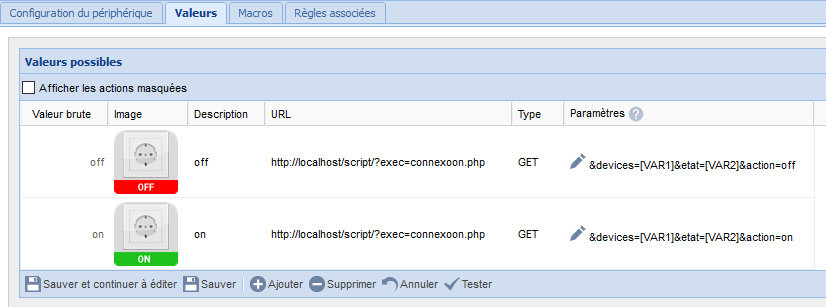 Configuration du périphérique Valeurs Macros Règles associées
Valeurs possibles
Afficher les actions masquées
Valeur brute Image Description URL Type Paramètres ?
off OFF off http://localhost/script/?exec=connexoon.php GET &devices=[VAR1]&etat=[VAR2]&action=off
on ON on http://localhost/script/?exec=connexoon.php GET &devices=[VAR1]&etat=[VAR2]&action=on
Sauver et continuer à éditer Sauver Ajouter Supprimer Annuler Tester